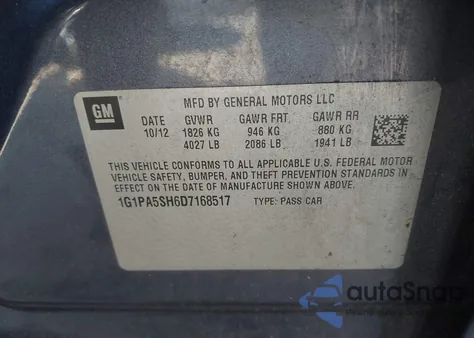 GM
MFD BY GENERAL MOTORS LLC
DATE GVWR GAWR FRT GAWR RR
10/12 1826 KG 946 KG 880 KG
4027 LB 2086 LB 1941 LB
THIS VEHICLE CONFORMS TO ALL APPLICABLE U.S. FEDERAL MOTOR
VEHICLE SAFETY, BUMPER, AND THEFT PREVENTION STANDARDS IN
EFFECT ON THE DATE OF MANUFACTURE SHOWN ABOVE.
1G1PA5SH6D7168517 TYPE: PASS CAR
autoSnap